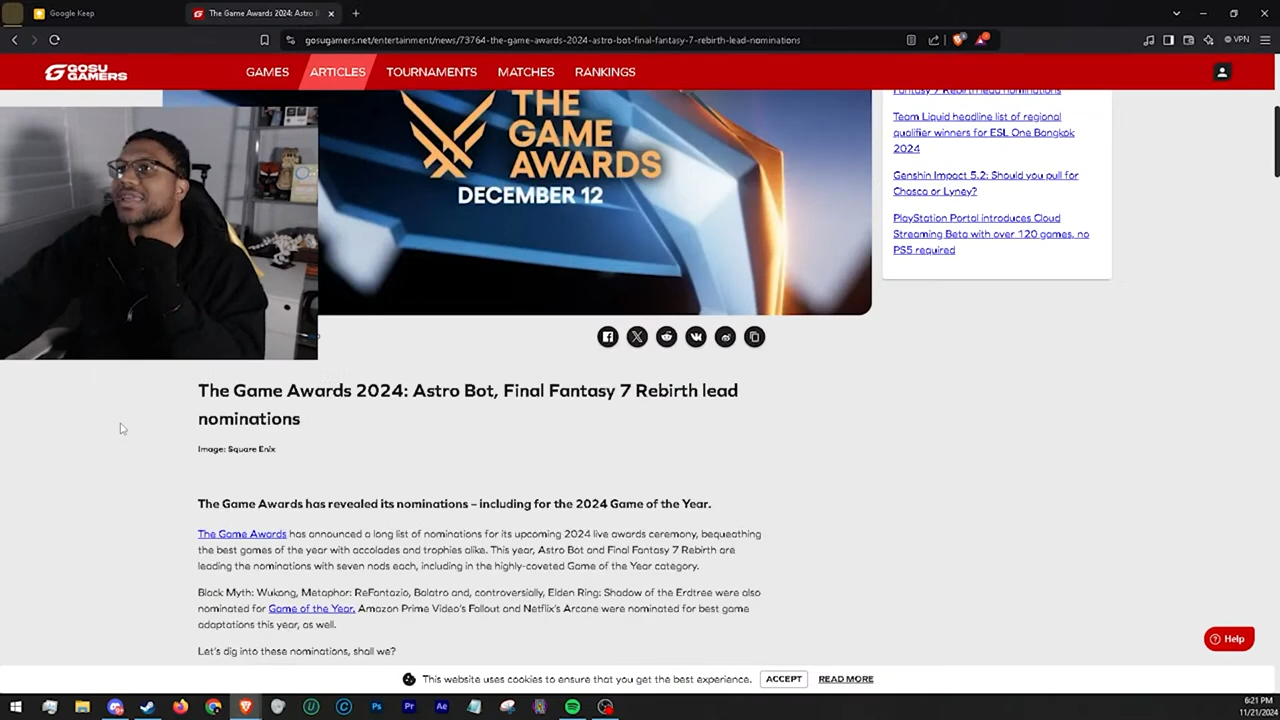 Google Keep
The Game Awards 2024: Astro B
gosugamers.net/entertainment/news/73764-the-game-awards-2024-astro-bot-final-fantasy-7-rebirth-lead-nominations
VPN
GOSU
GAMERS
GAMES
ARTICLES
TOURNAMENTS
MATCHES
RANKINGS
THE
GAME
AWARDS
DECEMBER 12
Fantasy 7 Rebirth lead nominations
Team Liquid headline list of regional
qualifier winners for ESL One Bangkok
2024
Genshin Impact 5.2: Should you pull for
Chasca or Lyney?
PlayStation Portal introduces Cloud
Streaming Beta with over 120 games, no
PS5 required
The Game Awards 2024: Astro Bot, Final Fantasy 7 Rebirth lead
nominations
Image: Square Enix
The Game Awards has revealed its nominations – including for the 2024 Game of the Year.
The Game Awards has announced a long list of nominations for its upcoming 2024 live awards ceremony, bequeathing
the best games of the year with accolades and trophies alike. This year, Astro Bot and Final Fantasy 7 Rebirth are
leading the nominations with seven nods each, including in the highly-coveted Game of the Year category.
Black Myth: Wukong, Metaphor: ReFantazio, Balatro and, controversially, Elden Ring: Shadow of the Erdtree were also
nominated for Game of the Year. Amazon Prime Video's Fallout and Netflix's Arcane were nominated for best game
adaptations this year, as well.
Let's dig into these nominations, shall we?
Help
This website uses cookies to ensure that you get the best experience.
ACCEPT
READ MORE
6:21 PM
11/21/2024